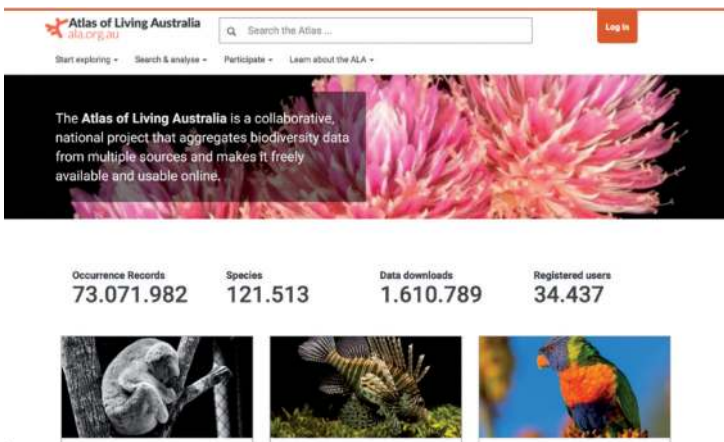 Atlas of Living Australia
ala.org.au
Search the Atlas ...
Log in
Start exploring
Search & analyse
Participate
Learn about the ALA
The Atlas of Living Australia is a collaborative,
national project that aggregates biodiversity data
from multiple sources and makes it freely
available and usable online.
Occurrence Records
73.071.982
Species
121.513
Data downloads
1.610.789
Registered users
34.437